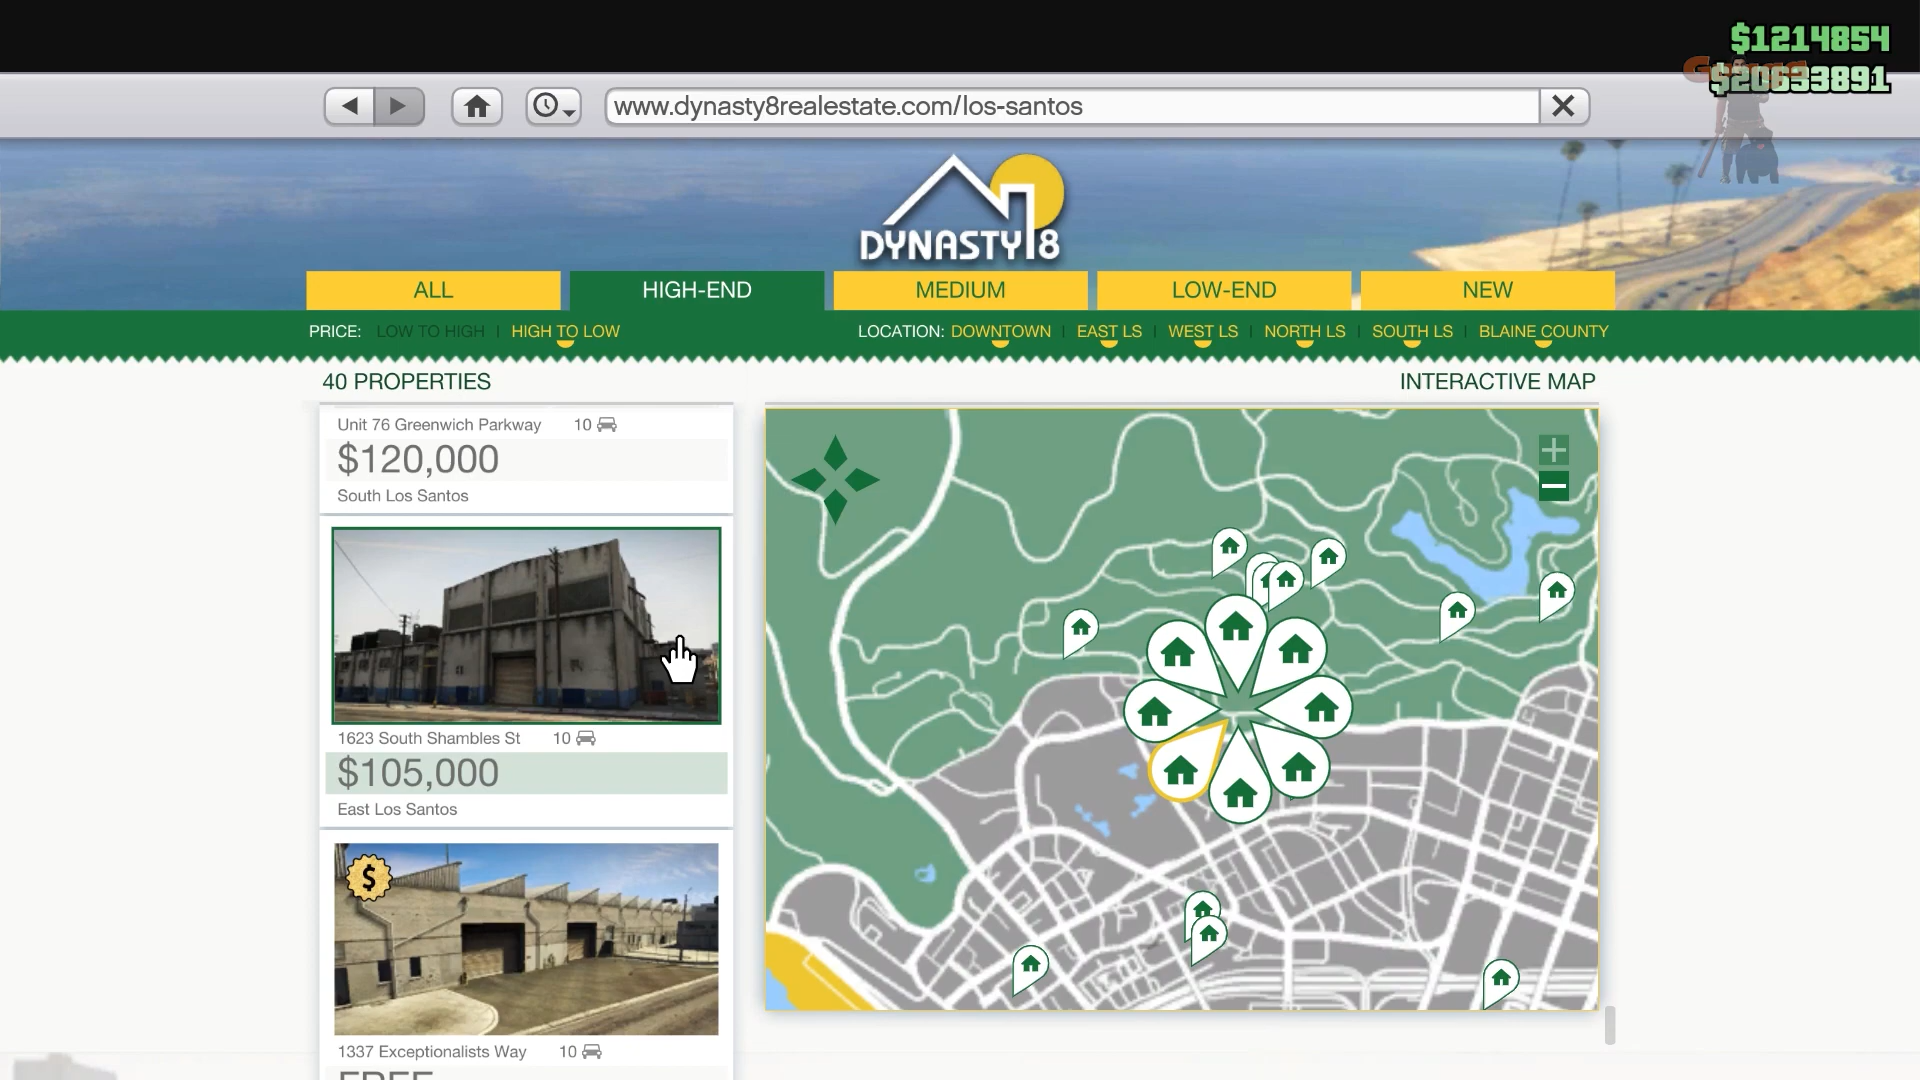 $1214854
$20633891
www.dynasty8realestate.com/los-santos
DYNASTY 8
ALL
HIGH-END
MEDIUM
LOW-END
NEW
PRICE: LOW TO HIGH | HIGH TO LOW
LOCATION: DOWNTOWN | EAST LS | WEST LS | NORTH LS | SOUTH LS | BLAINE COUNTY
40 PROPERTIES
INTERACTIVE MAP
Unit 76 Greenwich Parkway 10
$120,000
South Los Santos
1623 South Shambles St 10
$105,000
East Los Santos
$
1337 Exceptionalists Way 10
FREE